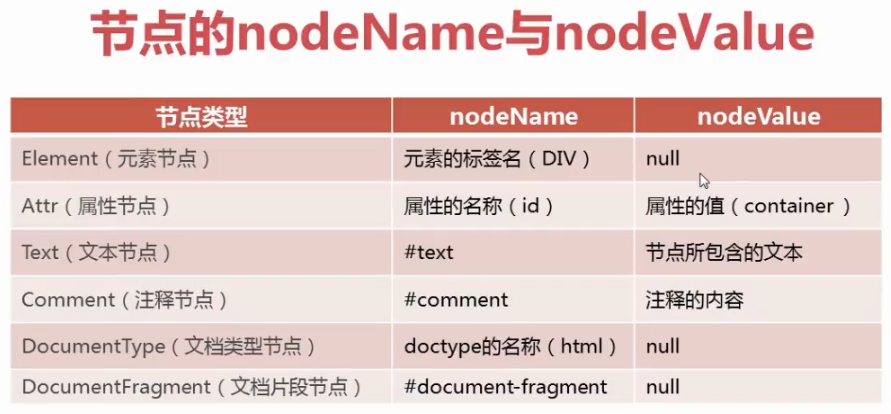 节点的nodeName与nodeValue
节点类型 nodeName nodeValue
Element（元素节点） 元素的标签名（DIV） null
Attr（属性节点） 属性的名称（id） 属性的值（container ）
Text（文本节点） #text 节点所包含的文本
Comment（注释节点） #comment 注释的内容
DocumentType（文档类型节点） doctype的名称（html） null
DocumentFragment（文档片段节点） #document-fragment null